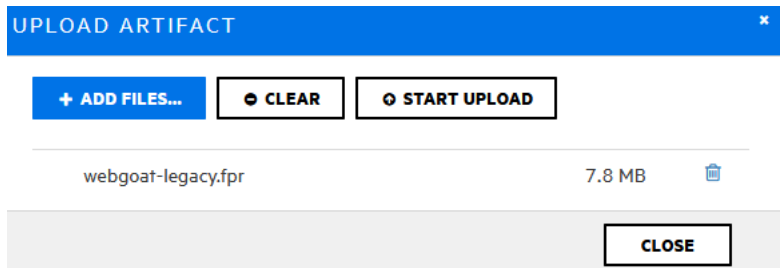 UPLOAD ARTIFACT
+ ADD FILES... CLEAR START UPLOAD
webgoat-legacy.fpr 7.8 MB
CLOSE